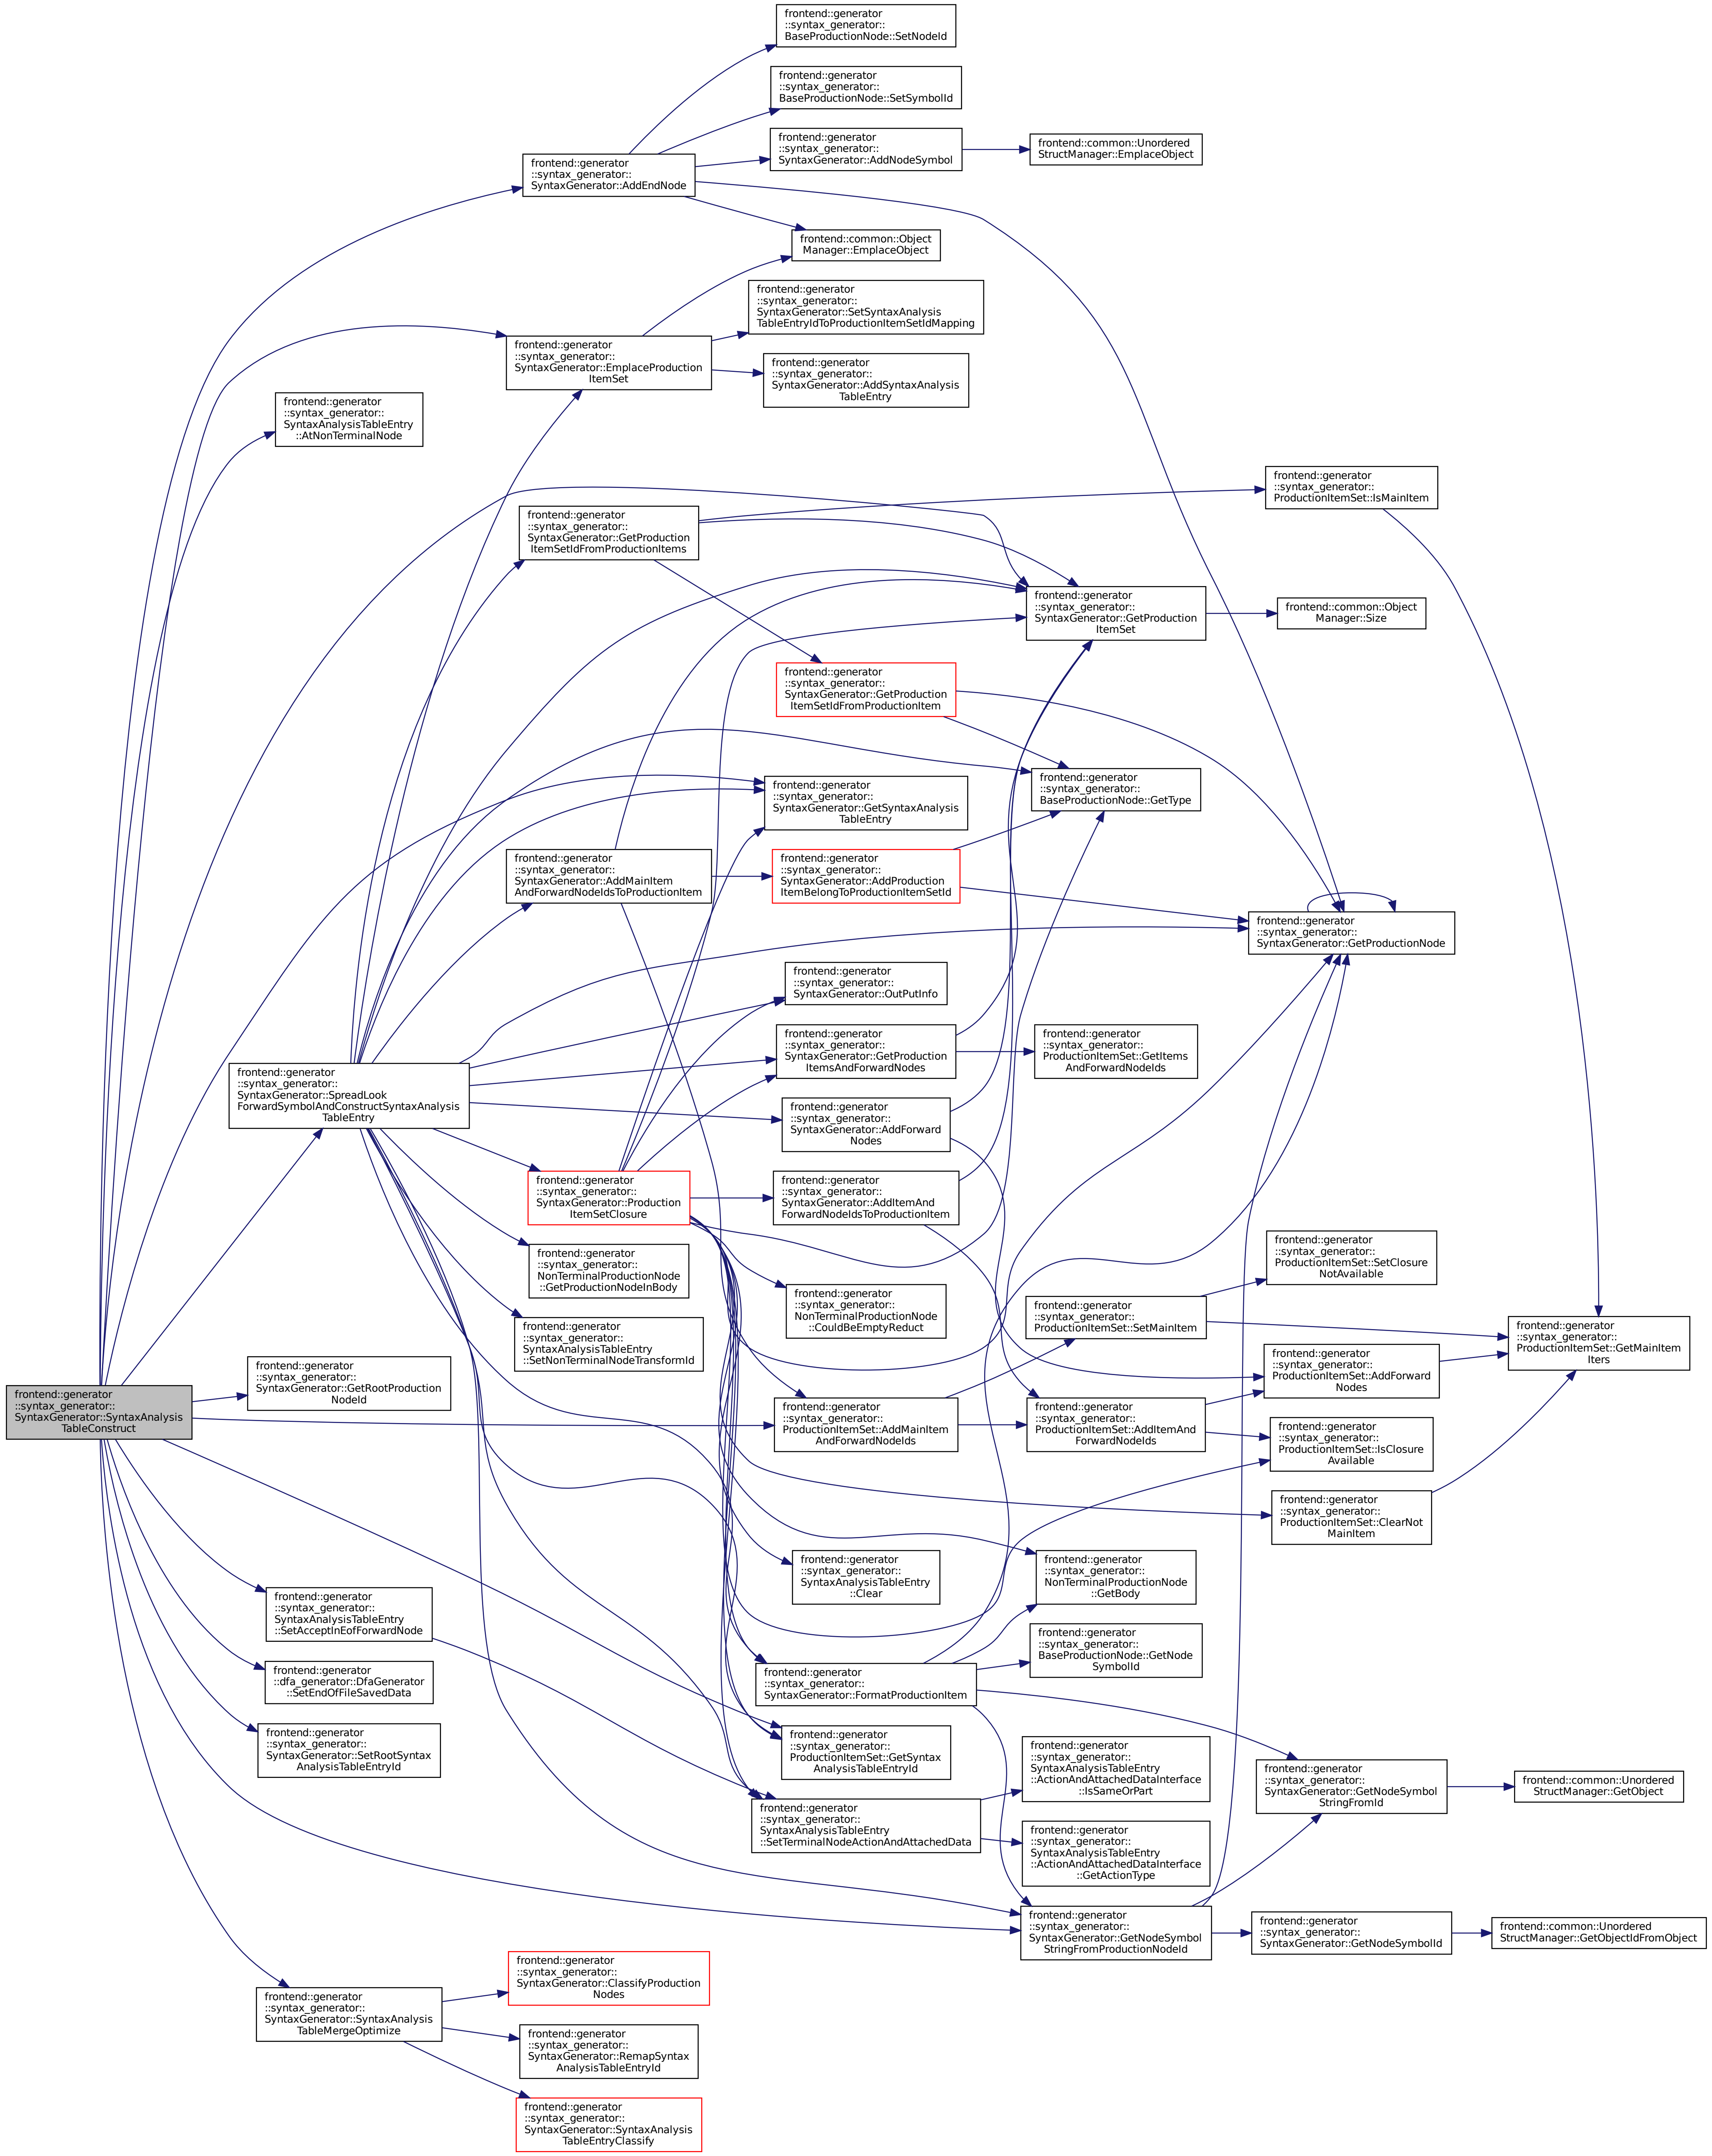 frontend::generator
::syntax_generator::
BaseProductionNode::SetNodeId
frontend::generator
::syntax_generator::
BaseProductionNode::SetSymbolId
frontend::generator
::syntax_generator::
SyntaxGenerator::AddNodeSymbol
frontend::common::Unordered
StructManager::EmplaceObject
frontend::generator
::syntax_generator::
SyntaxGenerator::AddEndNode
frontend::common::Object
Manager::EmplaceObject
frontend::generator
::syntax_generator::
SyntaxGenerator::SetSyntaxAnalysis
TableEntryIdToProductionItemSetIdMapping
frontend::generator
::syntax_generator::
SyntaxGenerator::EmplaceProduction
ItemSet
frontend::generator
::syntax_generator::
SyntaxGenerator::AddSyntaxAnalysis
TableEntry
frontend::generator
::syntax_generator::
SyntaxAnalysisTableEntry
::AtNonTerminalNode
frontend::generator
::syntax_generator::
ProductionItemSet::IsMainItem
frontend::generator
::syntax_generator::
SyntaxGenerator::GetProduction
ItemSetIdFromProductionItems
frontend::generator
::syntax_generator::
SyntaxGenerator::GetProduction
ItemSet
frontend::common::Object
Manager::Size
frontend::generator
::syntax_generator::
SyntaxGenerator::GetProduction
ItemSetIdFromProductionItem
frontend::generator
::syntax_generator::
BaseProductionNode::GetType
frontend::generator
::syntax_generator::
SyntaxGenerator::GetSyntaxAnalysis
TableEntry
frontend::generator
::syntax_generator::
SyntaxGenerator::AddMainItem
AndForwardNodeIdsToProductionItem
frontend::generator
::syntax_generator::
SyntaxGenerator::AddProduction
ItemBelongToProductionItemSetId
frontend::generator
::syntax_generator::
SyntaxGenerator::GetProductionNode
frontend::generator
::syntax_generator::
SyntaxGenerator::OutPutInfo
frontend::generator
::syntax_generator::
SyntaxGenerator::GetProduction
ItemsAndForwardNodes
frontend::generator
::syntax_generator::
ProductionItemSet::GetItems
AndForwardNodeIds
frontend::generator
::syntax_generator::
SyntaxGenerator::SpreadLook
ForwardSymbolAndConstructSyntaxAnalysis
TableEntry
frontend::generator
::syntax_generator::
SyntaxGenerator::AddForward
Nodes
frontend::generator
::syntax_generator::
SyntaxGenerator::Production
ItemSetClosure
frontend::generator
::syntax_generator::
SyntaxGenerator::AddItemAnd
ForwardNodeIdsToProductionItem
frontend::generator
::syntax_generator::
NonTerminalProductionNode
::GetProductionNodeInBody
frontend::generator
::syntax_generator::
ProductionItemSet::SetClosure
NotAvailable
frontend::generator
::syntax_generator::
NonTerminalProductionNode
::CouldBeEmptyReduct
frontend::generator
::syntax_generator::
ProductionItemSet::SetMainItem
frontend::generator
::syntax_generator::
SyntaxAnalysisTableEntry
::SetNonTerminalNodeTransformId
frontend::generator
::syntax_generator::
ProductionItemSet::GetMainItem
Iters
frontend::generator
::syntax_generator::
ProductionItemSet::AddForward
Nodes
frontend::generator
::syntax_generator::
SyntaxGenerator::GetRootProduction
NodeId
frontend::generator
::syntax_generator::
SyntaxGenerator::SyntaxAnalysis
TableConstruct
frontend::generator
::syntax_generator::
ProductionItemSet::AddMainItem
AndForwardNodeIds
frontend::generator
::syntax_generator::
ProductionItemSet::AddItemAnd
ForwardNodeIds
frontend::generator
::syntax_generator::
ProductionItemSet::IsClosure
Available
frontend::generator
::syntax_generator::
ProductionItemSet::ClearNot
MainItem
frontend::generator
::syntax_generator::
SyntaxAnalysisTableEntry
::Clear
frontend::generator
::syntax_generator::
NonTerminalProductionNode
::GetBody
frontend::generator
::syntax_generator::
SyntaxAnalysisTableEntry
::SetAcceptInEofForwardNode
frontend::generator
::syntax_generator::
BaseProductionNode::GetNode
SymbolId
frontend::generator
::dfa_generator::DfaGenerator
::SetEndOfFileSavedData
frontend::generator
::syntax_generator::
SyntaxGenerator::FormatProductionItem
frontend::generator
::syntax_generator::
SyntaxGenerator::SetRootSyntax
AnalysisTableEntryId
frontend::generator
::syntax_generator::
ProductionItemSet::GetSyntax
AnalysisTableEntryId
frontend::generator
::syntax_generator::
SyntaxAnalysisTableEntry
::ActionAndAttachedDataInterface
::IsSameOrPart
frontend::generator
::syntax_generator::
SyntaxGenerator::GetNodeSymbol
StringFromId
frontend::common::Unordered
StructManager::GetObject
frontend::generator
::syntax_generator::
SyntaxAnalysisTableEntry
::SetTerminalNodeActionAndAttachedData
frontend::generator
::syntax_generator::
SyntaxAnalysisTableEntry
::ActionAndAttachedDataInterface
::GetActionType
frontend::generator
::syntax_generator::
SyntaxGenerator::GetNodeSymbol
StringFromProductionNodeId
frontend::generator
::syntax_generator::
SyntaxGenerator::GetNodeSymbolId
frontend::common::Unordered
StructManager::GetObjectIdFromObject
frontend::generator
::syntax_generator::
SyntaxGenerator::ClassifyProduction
Nodes
frontend::generator
::syntax_generator::
SyntaxGenerator::SyntaxAnalysis
TableMergeOptimize
frontend::generator
::syntax_generator::
SyntaxGenerator::RemapSyntax
AnalysisTableEntryId
frontend::generator
::syntax_generator::
SyntaxGenerator::SyntaxAnalysis
TableEntryClassify